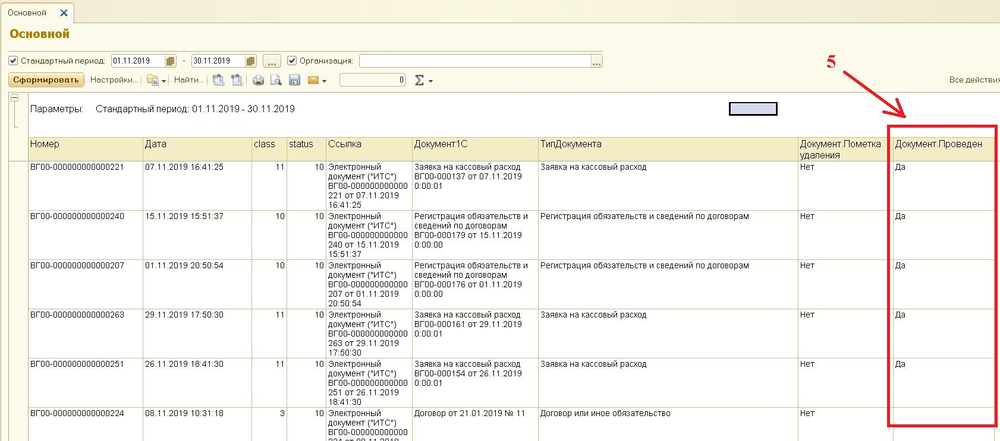 Основной
Основной
Стандартный период: 01.11.2019 - 30.11.2019 ... Организация: ...
5
Сформировать Настройки... Найти... 0 Σ Все действия
Параметры: Стандартный период: 01.11.2019 - 30.11.2019
Номер Дата class status Ссылка Документ1С ТипДокумента Документ.Пометка Документ.Проведен
удаления
ВГ00-000000000000221 07.11.2019 16:41:25 11 10 Электронный Заявка на кассовый расход Заявка на кассовый расход Нет Да
документ ("ИТС") ВГ00-000137 от 07.11.2019
ВГ00-000000000000 0:00:01
221 от 07.11.2019
16:41:25
ВГ00-000000000000240 15.11.2019 15:51:37 10 10 Электронный Регистрация обязательств и Регистрация обязательств и сведений по договорам Нет Да
документ ("ИТС") сведений по договорам
ВГ00-000000000000 ВГ00-000179 от 15.11.2019
240 от 15.11.2019 0:00:00
15:51:37
ВГ00-000000000000207 01.11.2019 20:50:54 10 10 Электронный Регистрация обязательств и Регистрация обязательств и сведений по договорам Нет Да
документ ("ИТС") сведений по договорам
ВГ00-000000000000 ВГ00-000176 от 01.11.2019
207 от 01.11.2019 0:00:00
20:50:54
ВГ00-000000000000263 29.11.2019 17:50:30 11 10 Электронный Заявка на кассовый расход Заявка на кассовый расход Нет Да
документ ("ИТС") ВГ00-000161 от 29.11.2019
ВГ00-000000000000 0:00:01
263 от 29.11.2019
17:50:30
ВГ00-000000000000251 26.11.2019 18:41:30 11 10 Электронный Заявка на кассовый расход Заявка на кассовый расход Нет Да
документ ("ИТС") ВГ00-000154 от 26.11.2019
ВГ00-000000000000 0:00:01
251 от 26.11.2019
18:41:30
ВГ00-000000000000224 08.11.2019 10:31:18 3 10 Электронный Договор от 21.01.2019 № 11 Договор или иное обязательство Нет
документ ("ИТС")
ВГ00-000000000000